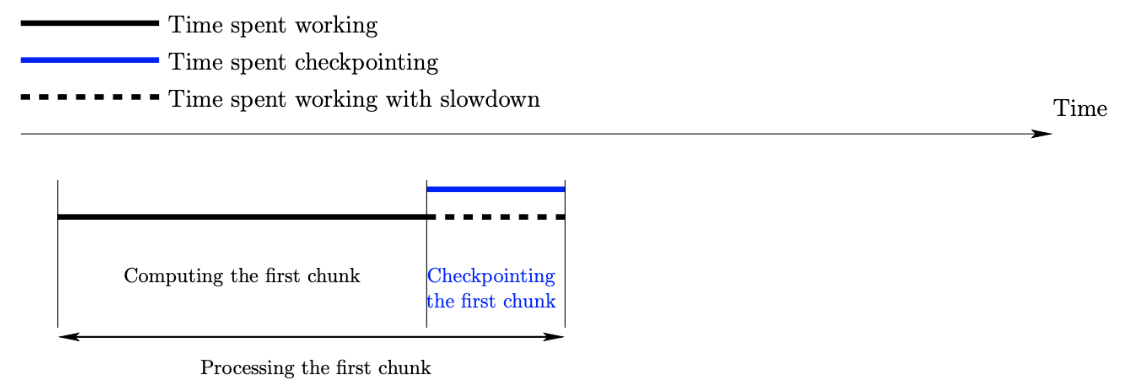 Time spent working
Time spent checkpointing
Time spent working with slowdown
Time
Computing the first chunk
Checkpointing
the first chunk
Processing the first chunk